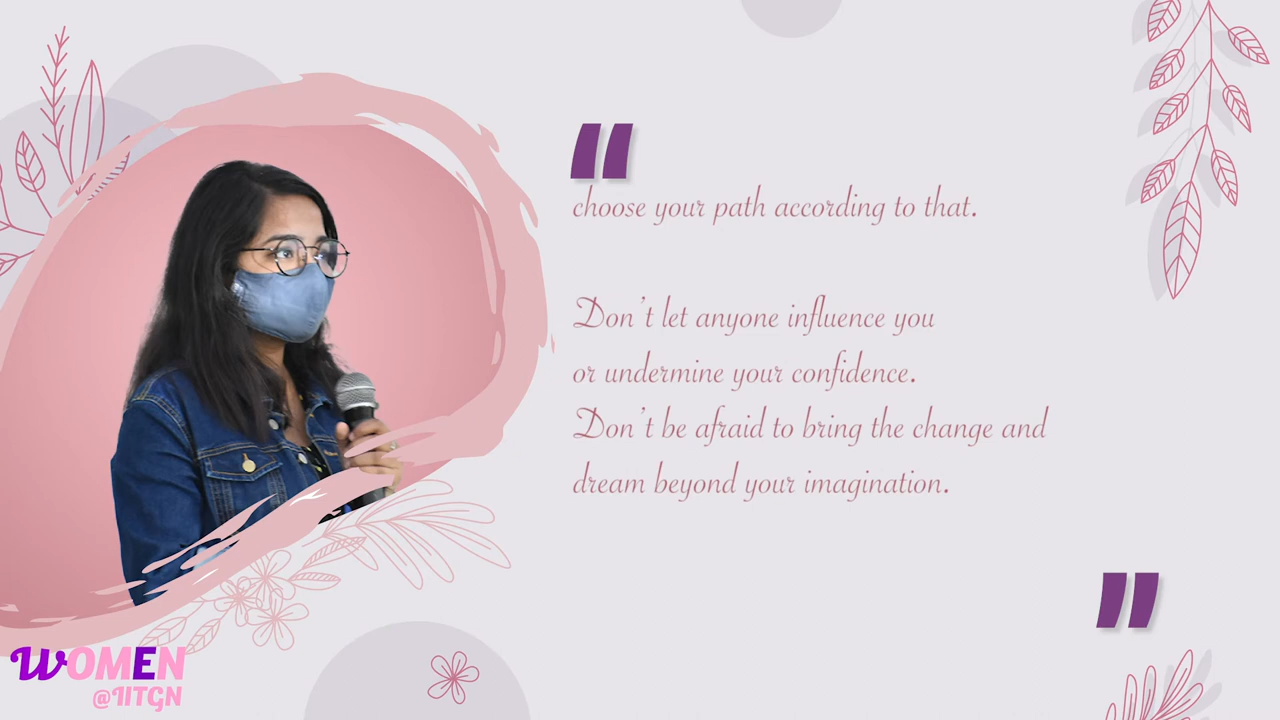 "
choose your path according to that.
Don't let anyone influence you
or undermine your confidence.
Don't be afraid to bring the change and
dream beyond your imagination.
"
WOMEN
@IITGN